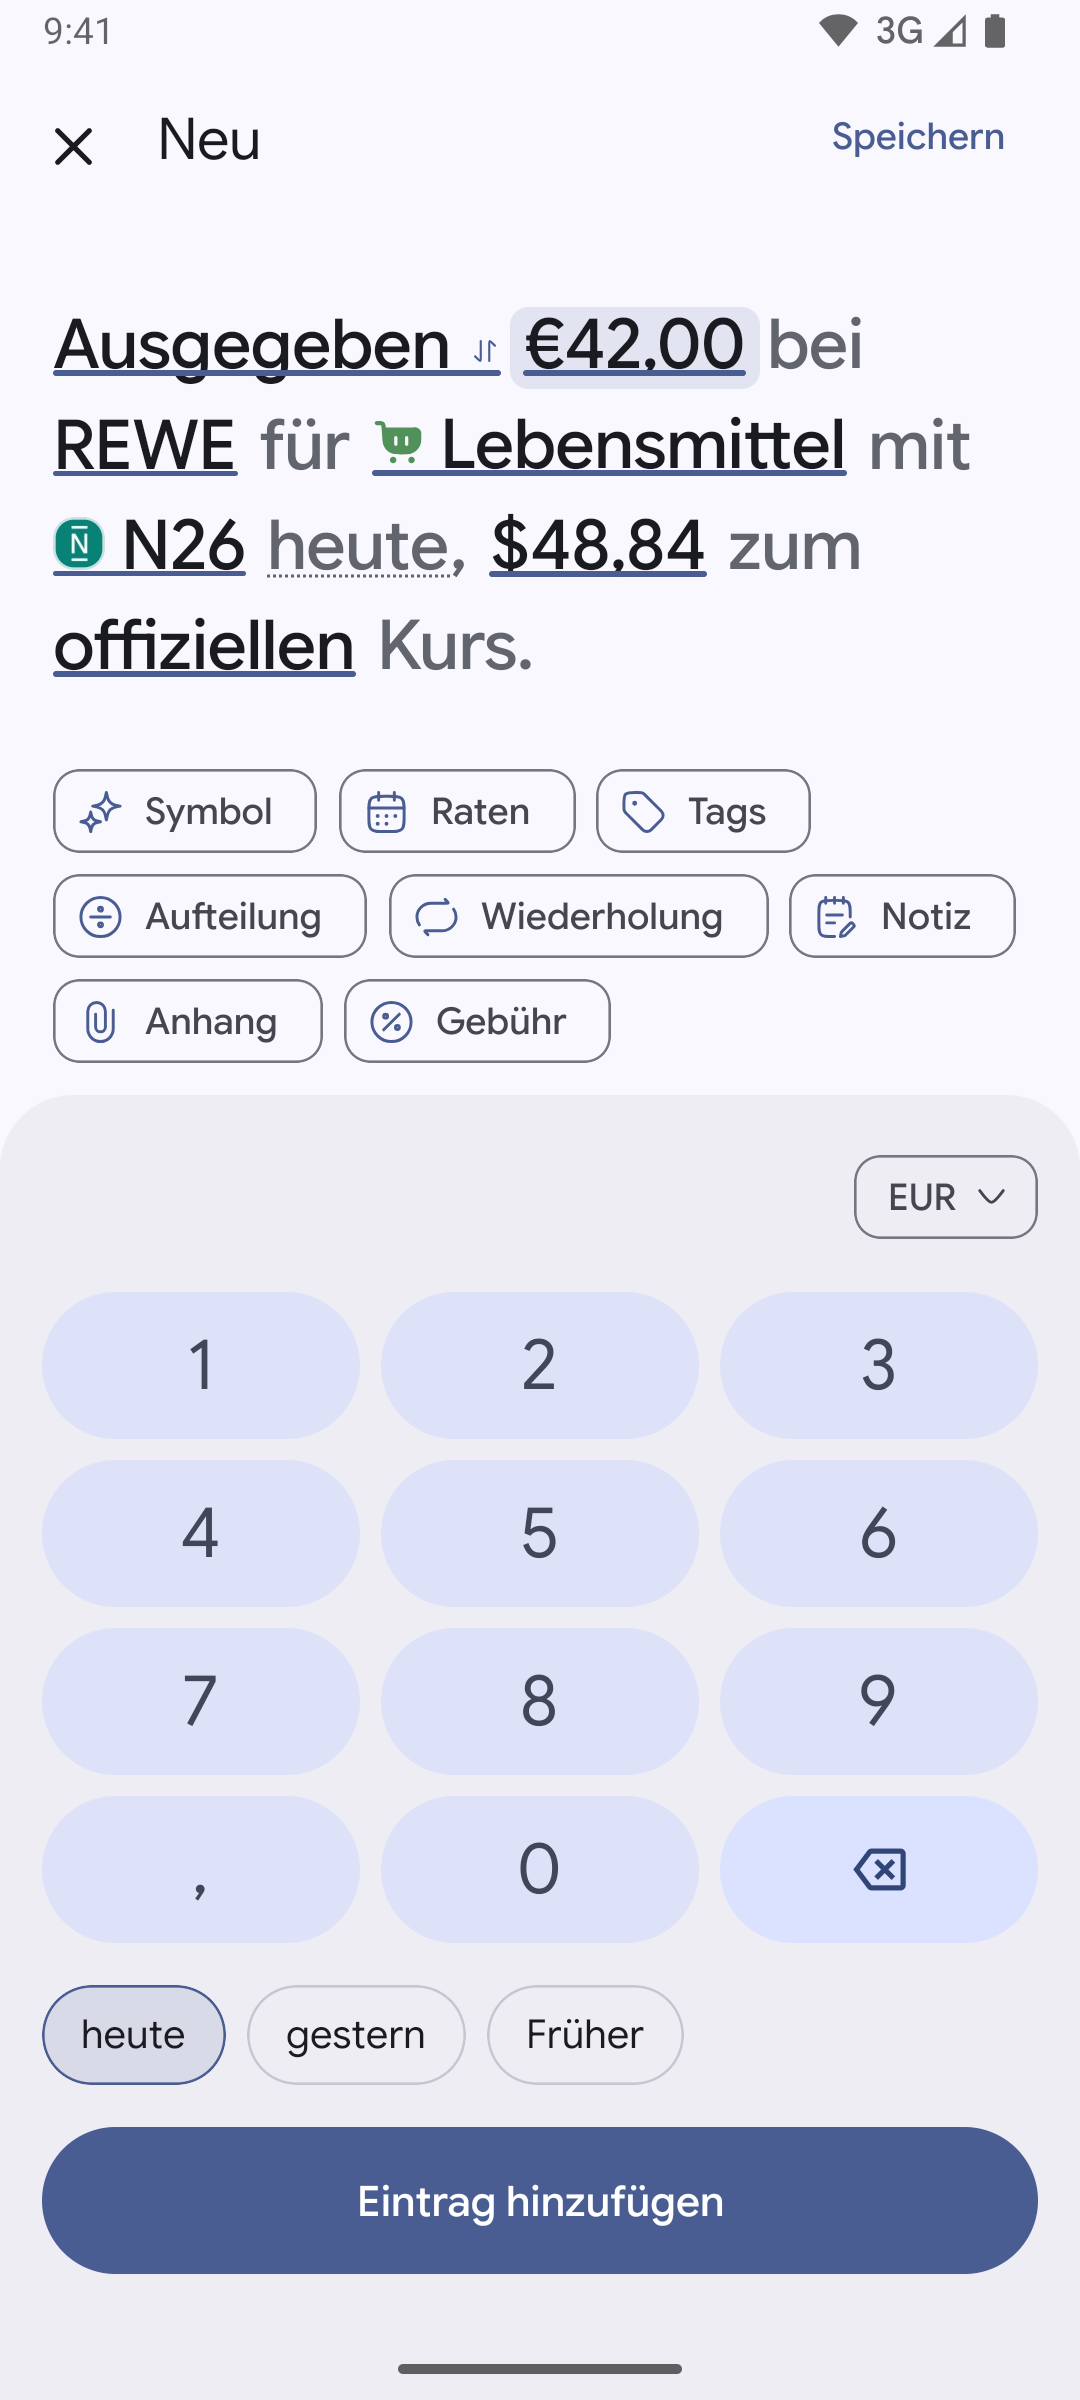 9:41 3G
Neu Speichern
Ausgegeben €42,00 bei
REWE für Lebensmittel mit
N N26 heute, $48,84 zum
offiziellen Kurs.
Symbol Raten Tags
Aufteilung Wiederholung Notiz
Anhang Gebühr
EUR
1 2 3
4 5 6
7 8 9
, 0
heute gestern Früher
Eintrag hinzufügen